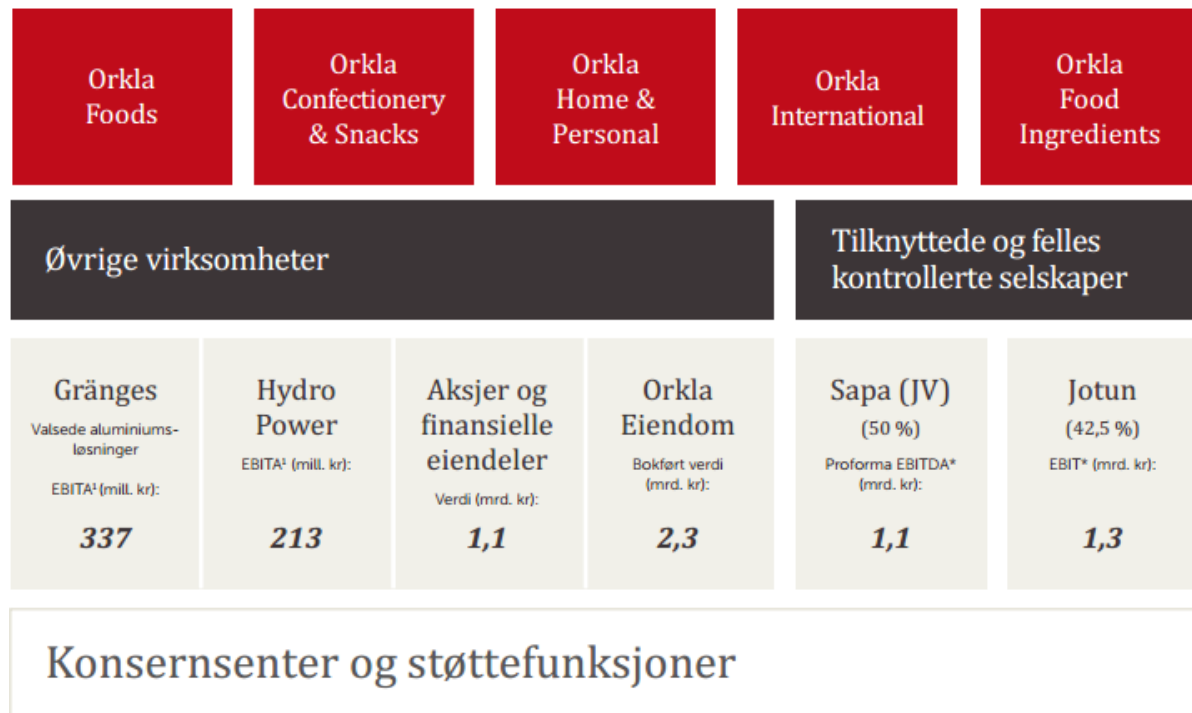 Orkla
Foods
Orkla
Confectionery
& Snacks
Orkla
Home &
Personal
Orkla
International
Orkla
Food
Ingredients
Øvrige virksomheter
Tilknyttede og felles
kontrollerte selskaper
Gränges
Valsede aluminiums-
løsninger
EBITA¹ (mill. kr):
337
Hydro
Power
EBITA¹ (mill. kr):
213
Aksjer og
finansielle
eiendeler
Verdi (mrd. kr):
1,1
Orkla
Eiendom
Bokført verdi
(mrd. kr):
2,3
Sapa (JV)
(50 %)
Proforma EBITDA*
(mrd. kr):
1,1
Jotun
(42,5 %)
EBIT* (mrd. kr):
1,3
Konsernsenter og støttefunksjoner